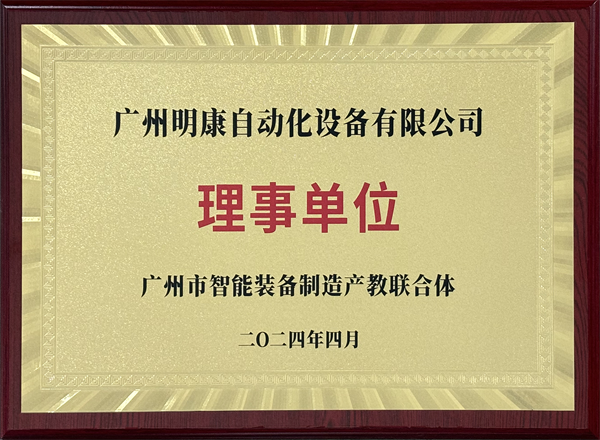 广州明康自动化设备有限公司
理事单位
广州市智能装备制造产教联合体
二〇二四年四月